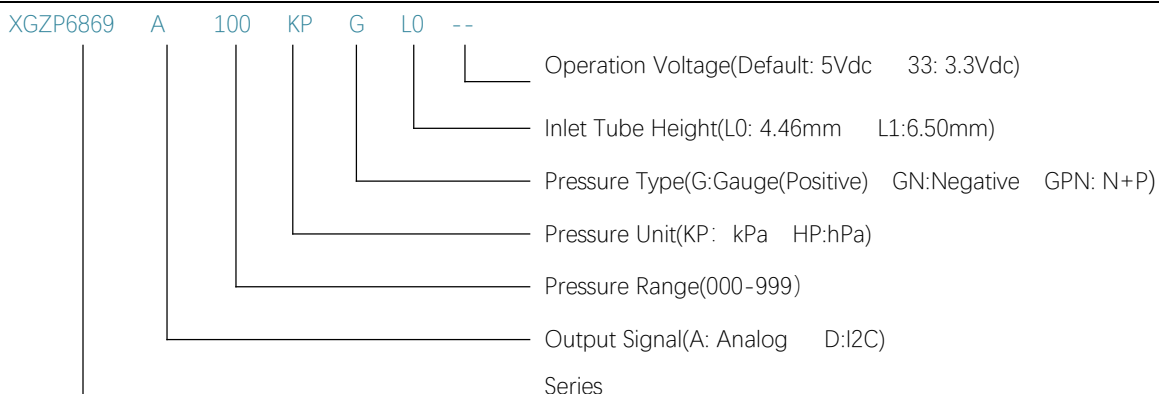 XGZP6869 A 100 KP G L0 --
Operation Voltage(Default: 5Vdc 33: 3.3Vdc)
Inlet Tube Height(L0: 4.46mm L1:6.50mm)
Pressure Type(G:Gauge(Positive) GN:Negative GPN: N+P)
Pressure Unit(KP: kPa HP:hPa)
Pressure Range(000-999)
Output Signal(A: Analog D:I2C)
Series